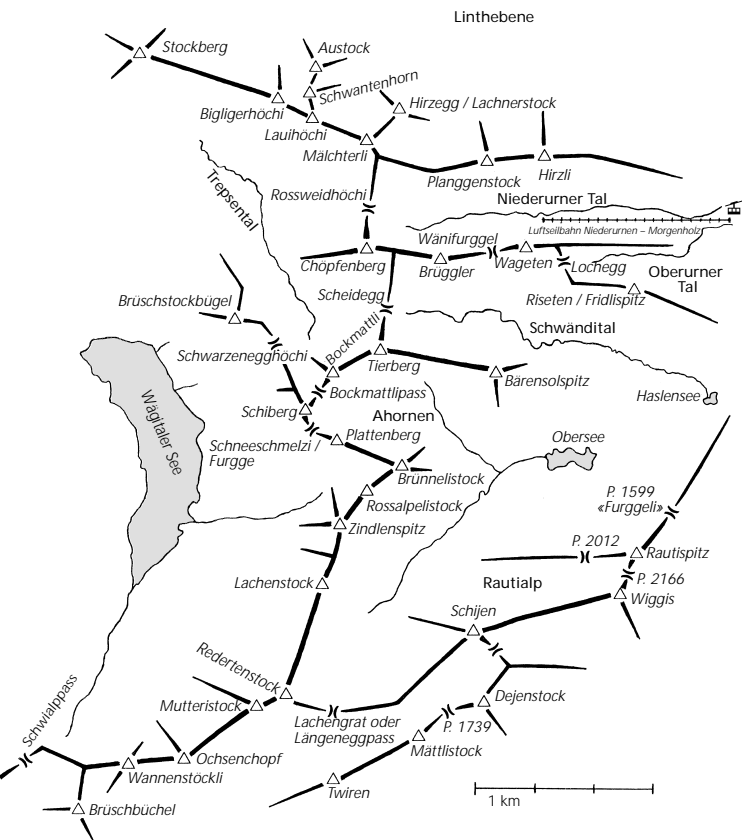 Linthebene
Stockberg
Austock
Schwantenhorn
Hirzegg / Lachnerstock
Bigligerhöchi
Lauihöchi
Mälchterli
Planggenstock
Hirzli
Trepsental
Rossweidhöchi
Niederurner Tal
Luftseilbahn Niederurnen – Morgenholz
Wänifurggel
Chöpfenberg
Brüggler
Wageten
Lochegg
Oberurner
Tal
Scheidegg
Riseten / Fridlispitz
Brüschstockbügel
Schwändital
Schwarzenegghöchi
Bockmattli
Tierberg
Bärensolspitz
Haslensee
Bockmattlipass
Wägitaler See
Schiberg
Ahornen
Plattenberg
Obersee
Schneeschmelzi /
Furgge
Brünnelistock
Rossalpelistock
P. 1599
«Furggeli»
Zindlenspitz
P. 2012
Rautispitz
Lachenstock
Rautialp
P. 2166
Wiggis
Schijen
Redertenstock
Mutteristock
Dejenstock
Lachengrat oder
Längeneggpass
P. 1739
Schwialppass
Mättlistock
Ochsenchopf
Wannenstöckli
Twiren
1 km
Brüschbüchel